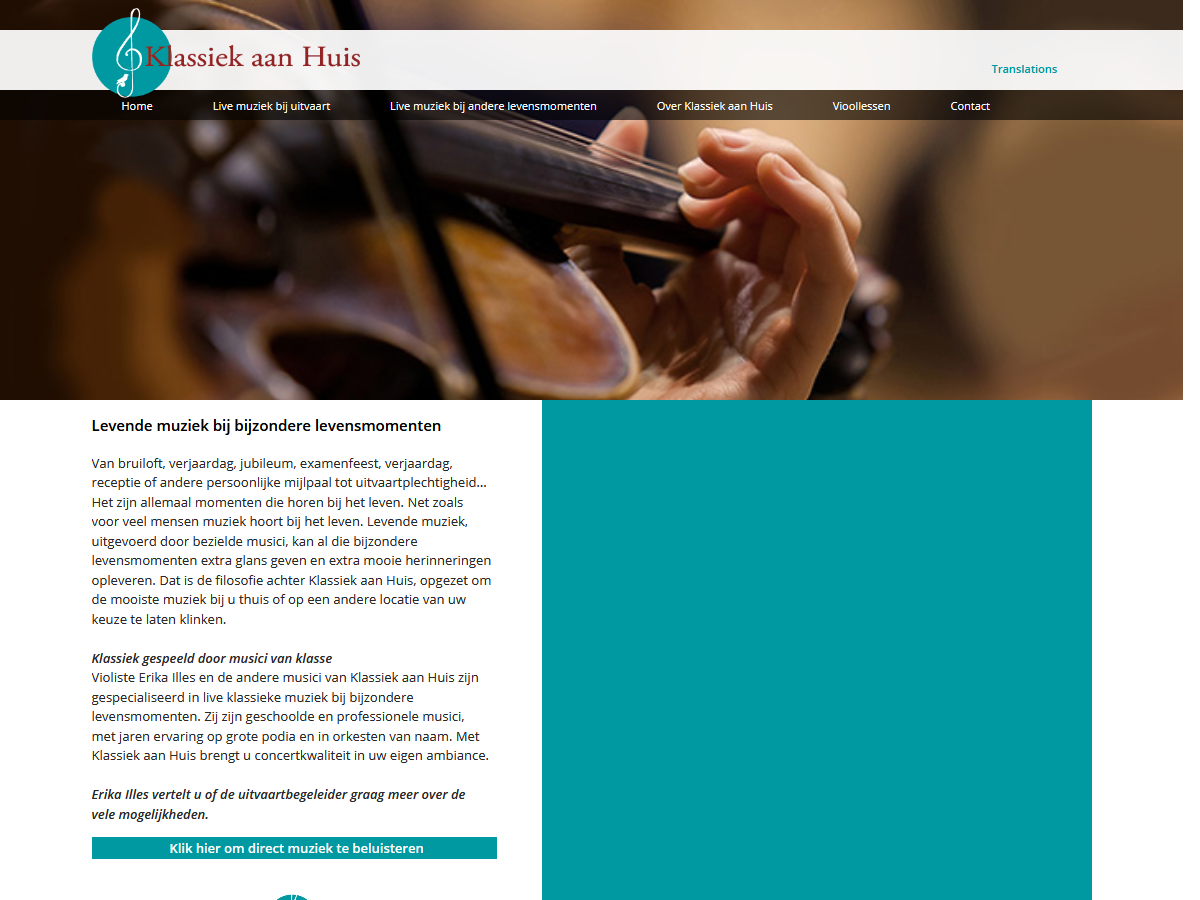 Klassiek aan Huis
Translations
Home
Live muziek bij uitvaart
Live muziek bij andere levensmomenten
Over Klassiek aan Huis
Vioollessen
Contact
Levende muziek bij bijzondere levensmomenten
Van bruiloft, verjaardag, jubileum, examenfeest, verjaardag,
receptie of andere persoonlijke mijlpaal tot uitvaartplechtigheid...
Het zijn allemaal momenten die horen bij het leven. Net zoals
voor veel mensen muziek hoort bij het leven. Levende muziek,
uitgevoerd door bezielde musici, kan al die bijzondere
levensmomenten extra glans geven en extra mooie herinneringen
opleveren. Dat is de filosofie achter Klassiek aan Huis, opgezet om
de mooiste muziek bij u thuis of op een andere locatie van uw
keuze te laten klinken.
Klassiek gespeeld door musici van klasse
Violiste Erika Illes en de andere musici van Klassiek aan Huis zijn
gespecialiseerd in live klassieke muziek bij bijzondere
levensmomenten. Zij zijn geschoolde en professionele musici,
met jaren ervaring op grote podia en in orkesten van naam. Met
Klassiek aan Huis brengt u concertkwaliteit in uw eigen ambiance.
Erika Illes vertelt u of de uitvaartbegeleider graag meer over de
vele mogelijkheden.
Klik hier om direct muziek te beluisteren